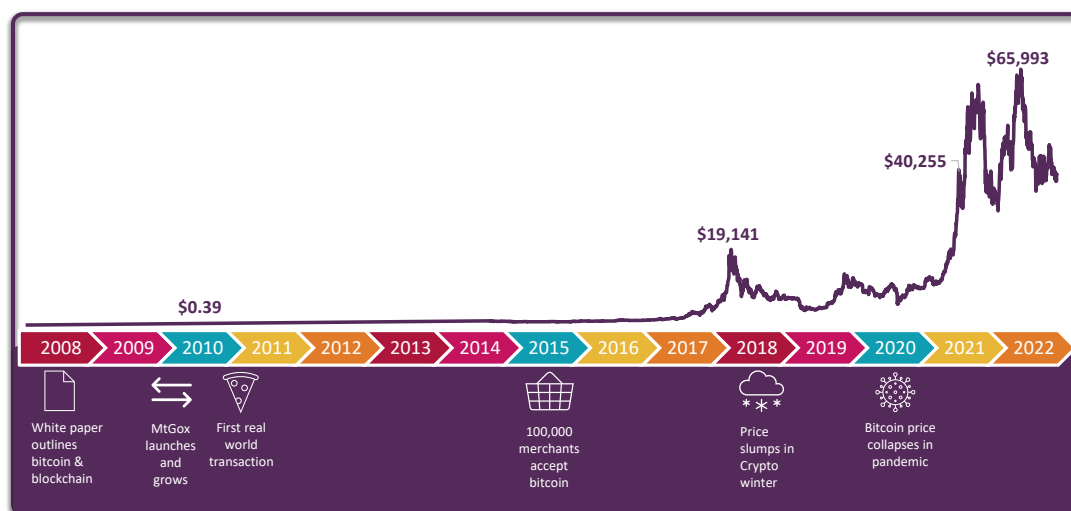 $65,993
$40,255
$19,141
$0.39
2008 2009 2010 2011 2012 2013 2014 2015 2016 2017 2018 2019 2020 2021 2022
White paper
outlines
bitcoin &
blockchain
MtGox
launches
and
grows
First real
world
transaction
100,000
merchants
accept
bitcoin
Price
slumps in
Crypto
winter
Bitcoin price
collapses in
pandemic